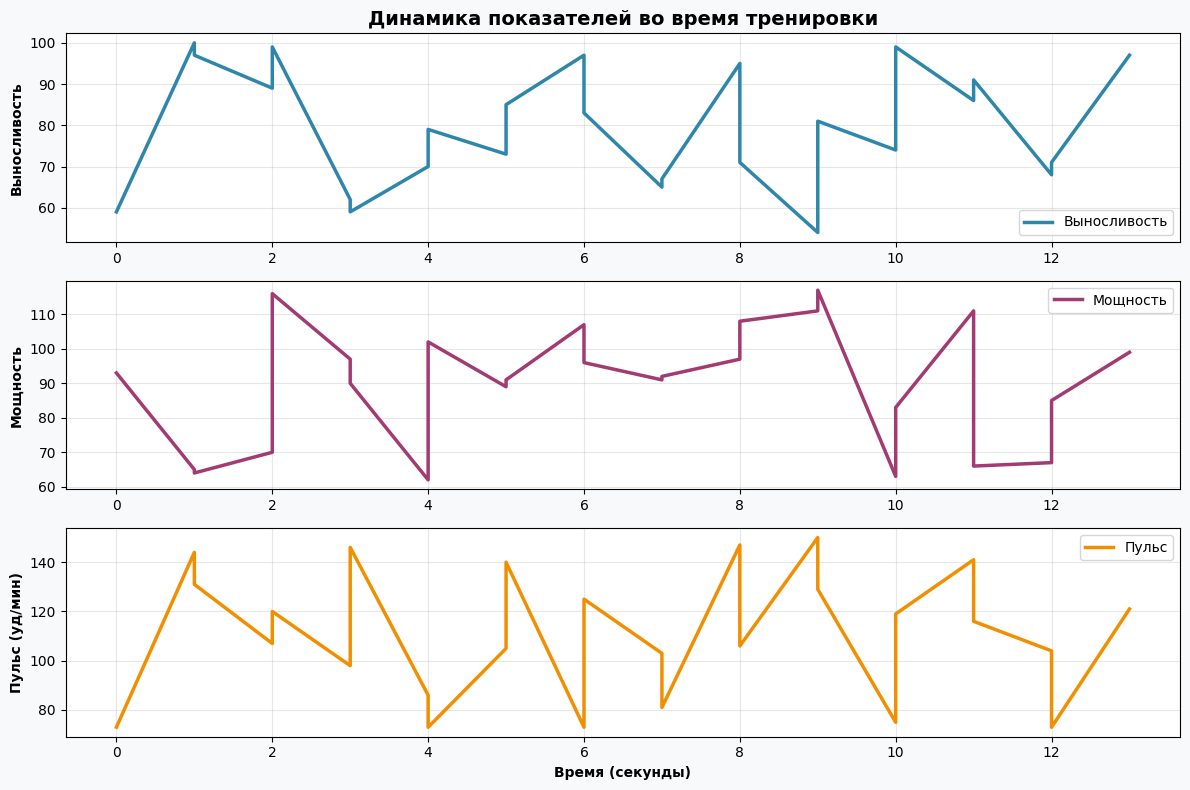 Динамика показателей во время тренировки
100
90
80
70
60
Выносливость
Выносливость
0 2 4 6 8 10 12
110
100
90
80
70
60
Мощность
Мощность
0 2 4 6 8 10 12
140
120
100
80
Пульс (уд/мин)
Пульс
0 2 4 6 8 10 12
Время (секунды)